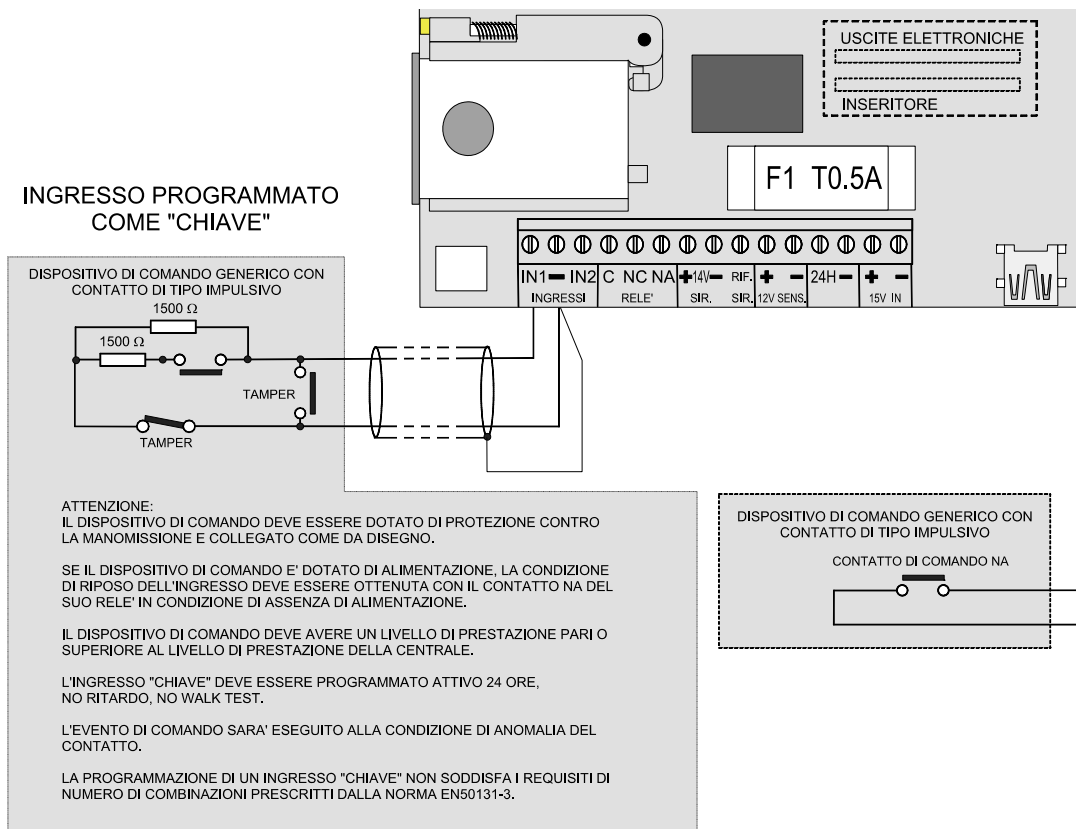 USCITE ELETTRONICHE
INSERITORE
F1 T0.5A
INGRESSO PROGRAMMATO
COME "CHIAVE"
IN1 − IN2 C NC NA +14V− RIF. + − 24H − + −
INGRESSI RELE' SIR. SIR. 12V SENS. 15V IN
DISPOSITIVO DI COMANDO GENERICO CON
CONTATTO DI TIPO IMPULSIVO
1500 Ω
1500 Ω
TAMPER
TAMPER
ATTENZIONE:
IL DISPOSITIVO DI COMANDO DEVE ESSERE DOTATO DI PROTEZIONE CONTRO
LA MANOMISSIONE E COLLEGATO COME DA DISEGNO.
SE IL DISPOSITIVO DI COMANDO E' DOTATO DI ALIMENTAZIONE, LA CONDIZIONE
DI RIPOSO DELL'INGRESSO DEVE ESSERE OTTENUTA CON IL CONTATTO NA DEL
SUO RELE' IN CONDIZIONE DI ASSENZA DI ALIMENTAZIONE.
IL DISPOSITIVO DI COMANDO DEVE AVERE UN LIVELLO DI PRESTAZIONE PARI O
SUPERIORE AL LIVELLO DI PRESTAZIONE DELLA CENTRALE.
L'INGRESSO "CHIAVE" DEVE ESSERE PROGRAMMATO ATTIVO 24 ORE,
NO RITARDO, NO WALK TEST.
L'EVENTO DI COMANDO SARA' ESEGUITO ALLA CONDIZIONE DI ANOMALIA DEL
CONTATTO.
LA PROGRAMMAZIONE DI UN INGRESSO "CHIAVE" NON SODDISFA I REQUISITI DI
NUMERO DI COMBINAZIONI PRESCRITTI DALLA NORMA EN50131-3.
DISPOSITIVO DI COMANDO GENERICO CON
CONTATTO DI TIPO IMPULSIVO
CONTATTO DI COMANDO NA